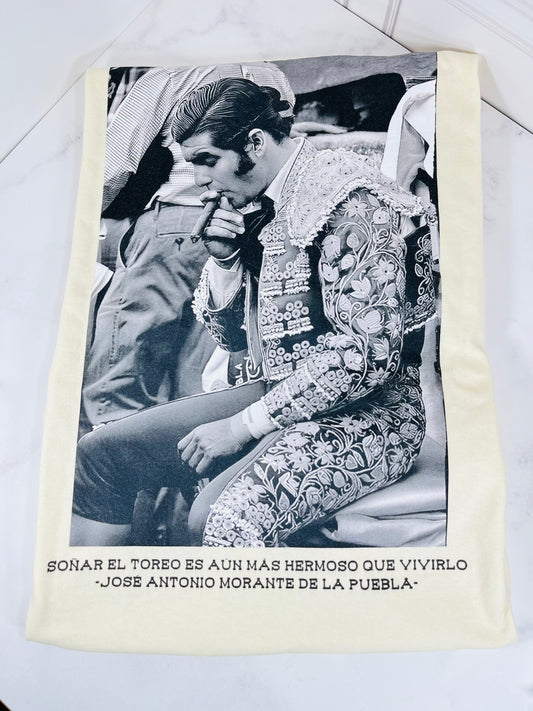 SOÑAR EL TOREO ES AÚN MÁS HERMOSO QUE VIVIRLO
-JOSÉ ANTONIO MORANTE DE LA PUEBLA-